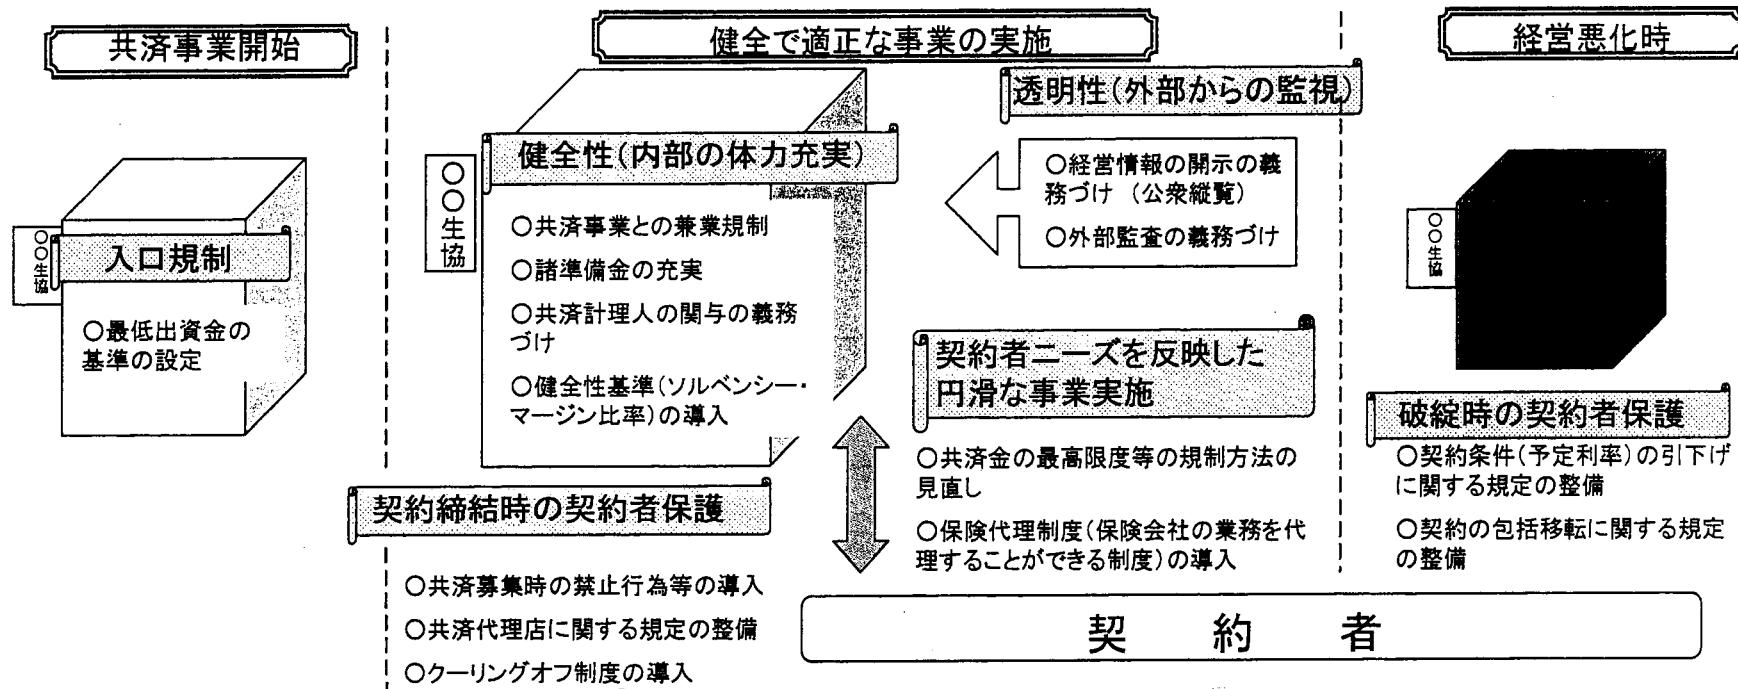 共済事業開始
○○生協
入口規制
○最低出資金の
基準の設定
健全で適正な事業の実施
○○生協
健全性(内部の体力充実)
○共済事業との兼業規制
○諸準備金の充実
○共済計理人の関与の義務
づけ
○健全性基準(ソルベンシー・
マージン比率)の導入
透明性(外部からの監視)
○経営情報の開示の義
務づけ (公衆縦覧)
○外部監査の義務づけ
契約者ニーズを反映した
円滑な事業実施
○共済金の最高限度等の規制方法の
見直し
○保険代理制度(保険会社の業務を代
理することができる制度)の導入
契約締結時の契約者保護
○共済募集時の禁止行為等の導入
○共済代理店に関する規定の整備
○クーリングオフ制度の導入
経営悪化時
○○生協
破綻時の契約者保護
○契約条件(予定利率)の引下げ
に関する規定の整備
○契約の包括移転に関する規定
の整備
契約者